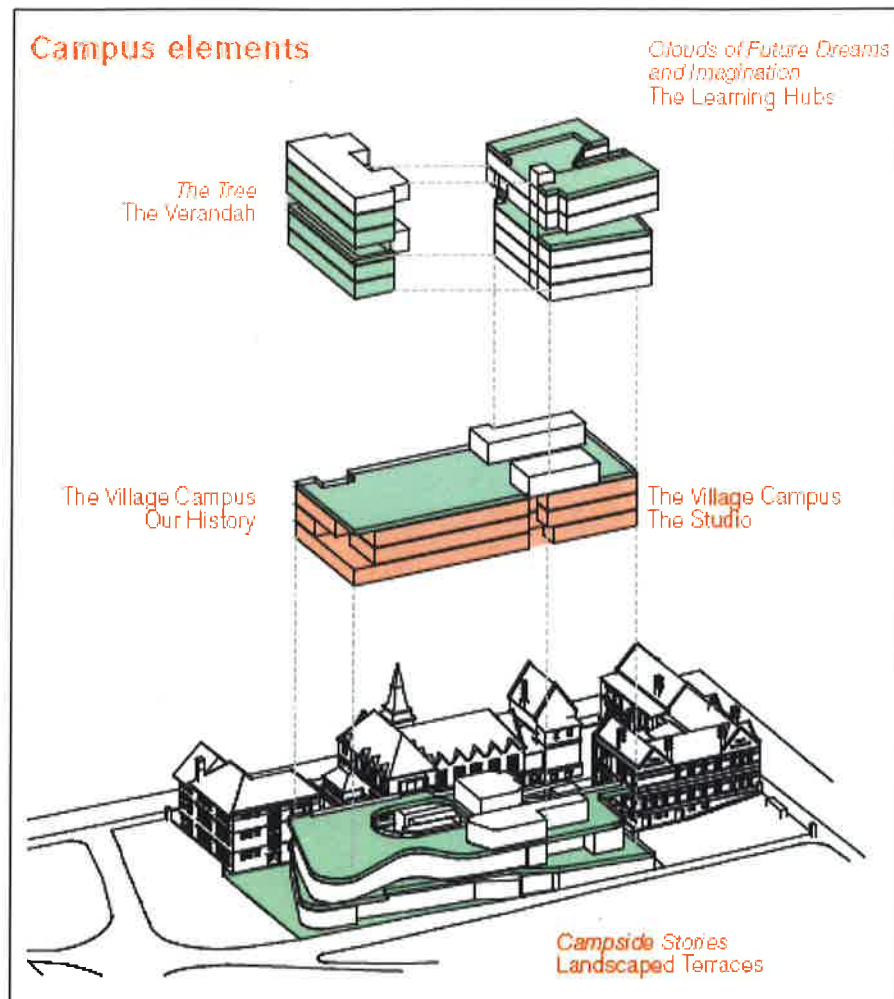 Campus elements
Clouds of Future Dreams
and Imagination
The Learning Hubs
The Tree
The Verandah
The Village Campus
Our History
The Village Campus
The Studio
Campside Stories
Landscaped Terraces